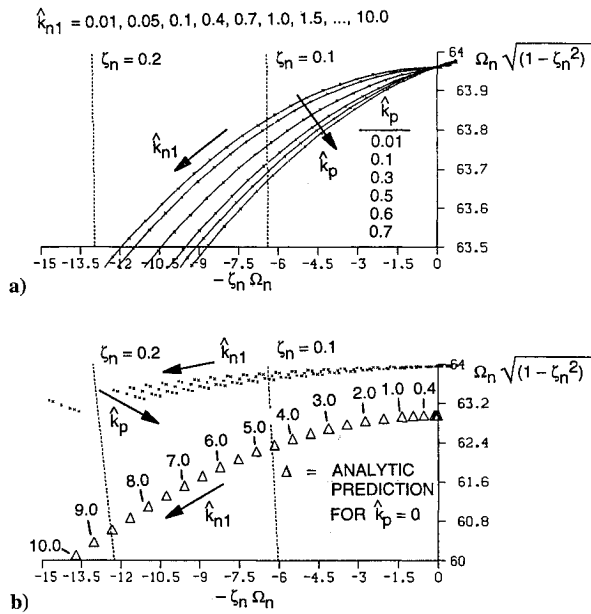 k̂n1 = 0.01, 0.05, 0.1, 0.4, 0.7, 1.0, 1.5, ..., 10.0
ζn = 0.2
ζn = 0.1
64 Ωn √(1 − ζn²)
63.9
63.8
63.7
63.6
63.5
k̂n1
k̂p
k̂p
0.01
0.1
0.3
0.5
0.6
0.7
-15 -13.5 -12 -10.5 -9 -7.5 -6 -4.5 -3 -1.5 0
− ζn Ωn
a)
ζn = 0.2
k̂n1
ζn = 0.1
64 Ωn √(1 − ζn²)
63.2
62.4
61.6
60.8
60
k̂p
10.0 9.0 8.0 7.0 6.0 5.0 4.0 3.0 2.0 1.0 0.4
k̂n1
Δ = ANALYTIC
PREDICTION
FOR k̂p = 0
-15 -13.5 -12 -10.5 -9 -7.5 -6 -4.5 -3 -1.5 0
− ζn Ωn
b)